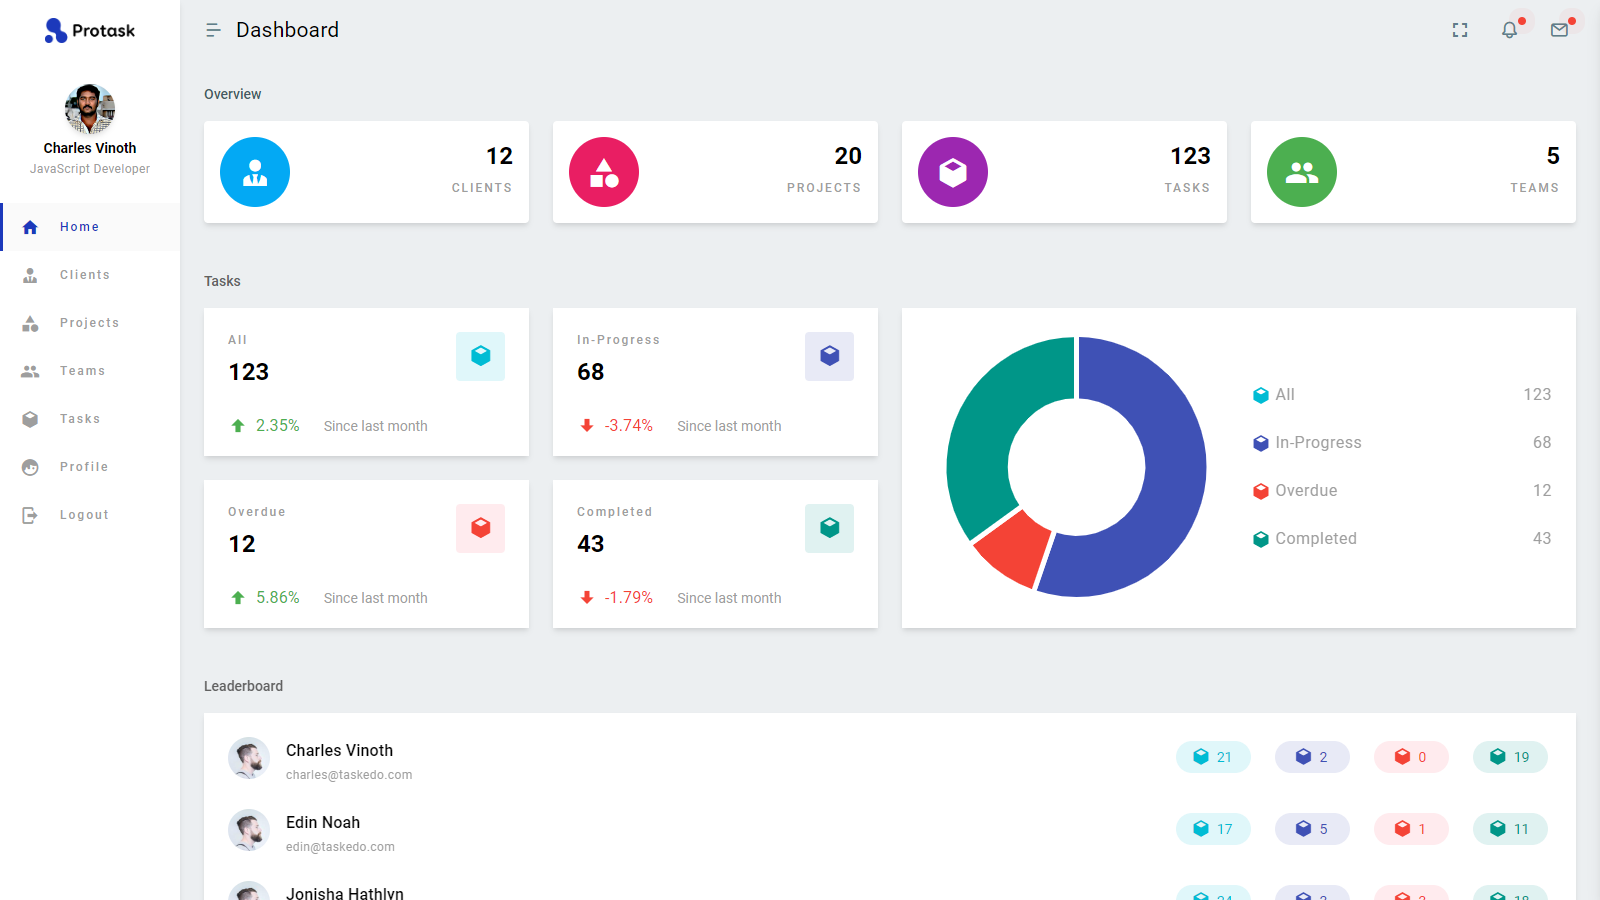 Protask
Charles Vinoth
JavaScript Developer
Home
Clients
Projects
Teams
Tasks
Profile
Logout
Dashboard
Overview
12
CLIENTS
20
PROJECTS
123
TASKS
5
TEAMS
Tasks
All
123
2.35% Since last month
In-Progress
68
-3.74% Since last month
Overdue
12
5.86% Since last month
Completed
43
-1.79% Since last month
All 123
In-Progress 68
Overdue 12
Completed 43
Leaderboard
Charles Vinoth
charles@taskedo.com
21 2 0 19
Edin Noah
edin@taskedo.com
17 5 1 11
Jonisha Hathlyn